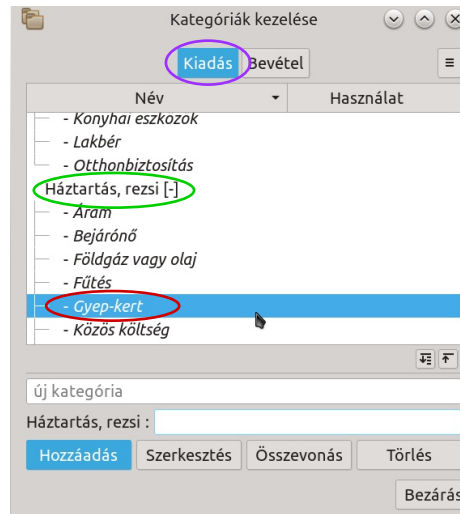 Kategóriák kezelése
Kiadás Bevétel
Név Használat
- Konyhai eszközök
- Lakbér
- Otthonbiztosítás
Háztartás, rezsi [-]
- Áram
- Bejárónő
- Földgáz vagy olaj
- Fűtés
- Gyep-kert
- Közös költség
új kategória
Háztartás, rezsi :
Hozzáadás Szerkesztés Összevonás Törlés
Bezárás